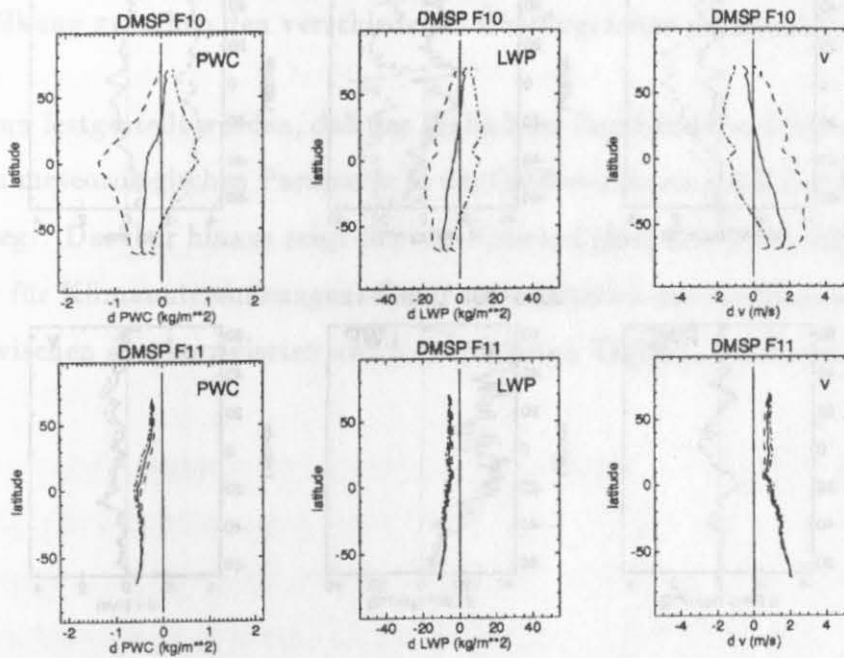 DMSP F10 DMSP F10 DMSP F10
PWC LWP v
latitude latitude latitude
50 50 50
0 0 0
-50 -50 -50
-2 -1 0 1 2 -40 -20 0 20 40 -4 -2 0 2 4
d PWC (kg/m**2) d LWP (kg/m**2) d v (m/s)
DMSP F11 DMSP F11 DMSP F11
PWC LWP v
latitude latitude latitude
50 50 50
0 0 0
-50 -50 -50
-2 -1 0 1 2 -40 -20 0 20 40 -4 -2 0 2 4
d PWC (kg/m**2) d LWP (kg/m**2) d v (m/s)